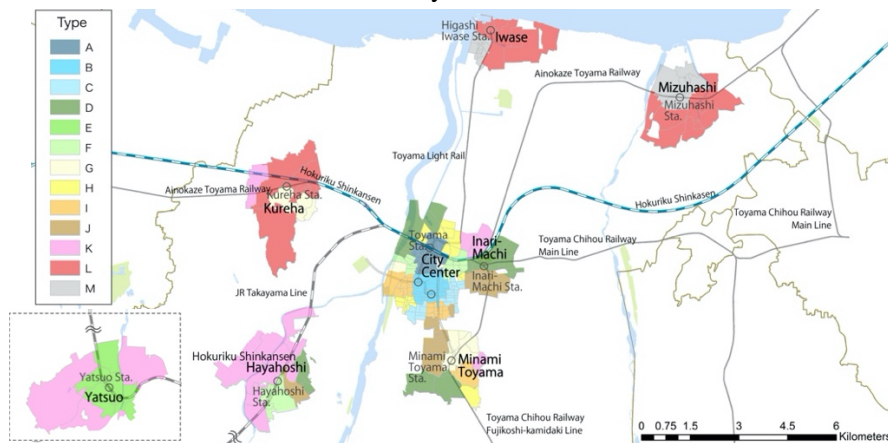 Type
A
B
C
D
E
F
G
H
I
J
K
L
M
Higashi
Iwase Sta.
Iwase
Ainokaze Toyama Railway
Mizuhashi
Mizuhashi
Sta.
Toyama Light Rail
Hokuriku Shinkansen
Ainokaze Toyama Railway
Kureha Sta.
Kureha
Hokuriku Shinkasen
Toyama Chihou Railway
Main Line
Toyama
Sta.
City
Center
Inari-
Machi
Toyama Chihou Railway
Main Line
Inari-
Machi Sta.
JR Takayama Line
Hokuriku Shinkansen
Hayahoshi
Hayahoshi
Sta.
Minami
Toyama
Sta.
Minami
Toyama
Yatsuo Sta.
Yatsuo
Toyama Chihou Railway
Fujikoshi-kamidaki Line
0 0.75 1.5 3 4.5 6
Kilometers